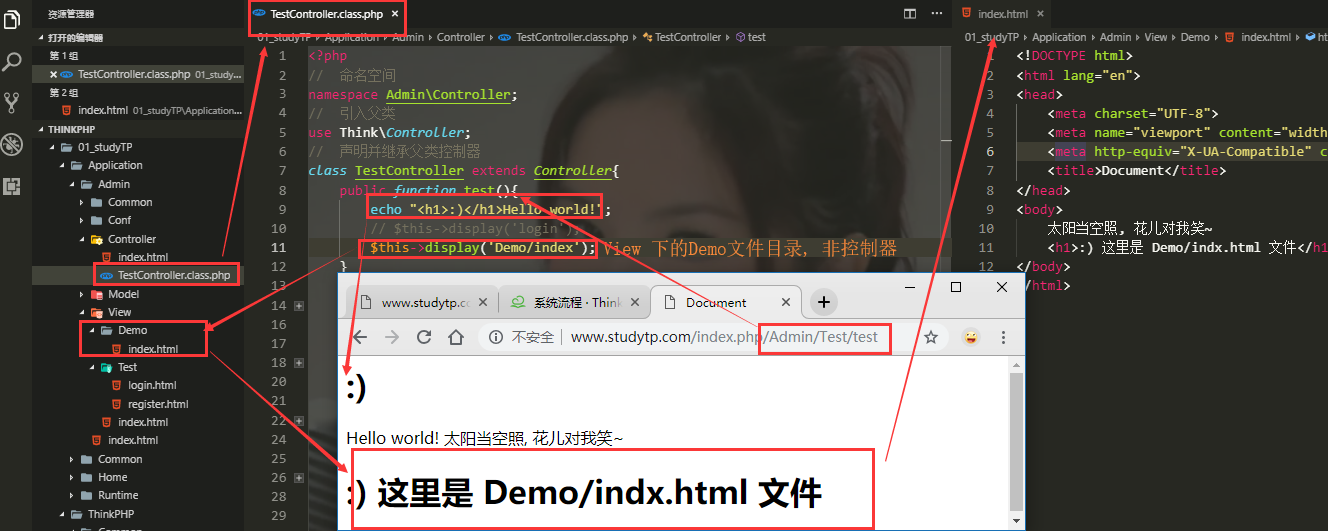 资源管理器
打开的编辑器
第 1 组
TestController.class.php 01_studyTP...
第 2 组
index.html 01_studyTP\Application...
THINKPHP
01_studyTP
Application
Admin
Common
Conf
Controller
index.html
TestController.class.php
Model
View
Demo
index.html
Test
login.html
register.html
index.html
index.html
Common
Home
Runtime
ThinkPHP
TestController.class.php
01_studyTP › Application › Admin › Controller › TestController.class.php › TestController › test
1 <?php
2 // 命名空间
3 namespace Admin\Controller;
4 // 引入父类
5 use Think\Controller;
6 // 声明并继承父类控制器
7 class TestController extends Controller{
8 public function test(){
9 echo "<h1>:)</h1>Hello world!";
10 // $this->display('login');
11 $this->display('Demo/index'); View 下的Demo文件目录, 非控制器
12 }
13
14
16
17
18
20
21
22
24
25
26
28
29
index.html
01_studyTP › Application › Admin › View › Demo › index.html › ht
1 <!DOCTYPE html>
2 <html lang="en">
3 <head>
4 <meta charset="UTF-8">
5 <meta name="viewport" content="width
6 <meta http-equiv="X-UA-Compatible" c
7 <title>Document</title>
8 </head>
9 <body>
10 太阳当空照, 花儿对我笑~
11 <h1>:) 这里是 Demo/indx.html 文件</h
12 </body>
13 </html>
www.studytp.cc
系统流程 · Think
Document
不安全 | www.studytp.com/index.php/Admin/Test/test
:)
Hello world! 太阳当空照, 花儿对我笑~
:) 这里是 Demo/indx.html 文件